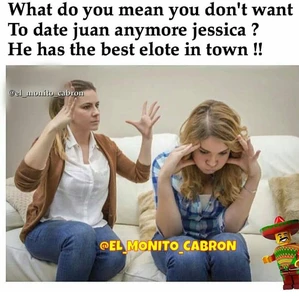 What do you mean you don't want
To date juan anymore jessica ?
He has the best elote in town !!
@el_monito_cabron
@EL_MONITO_CABRON